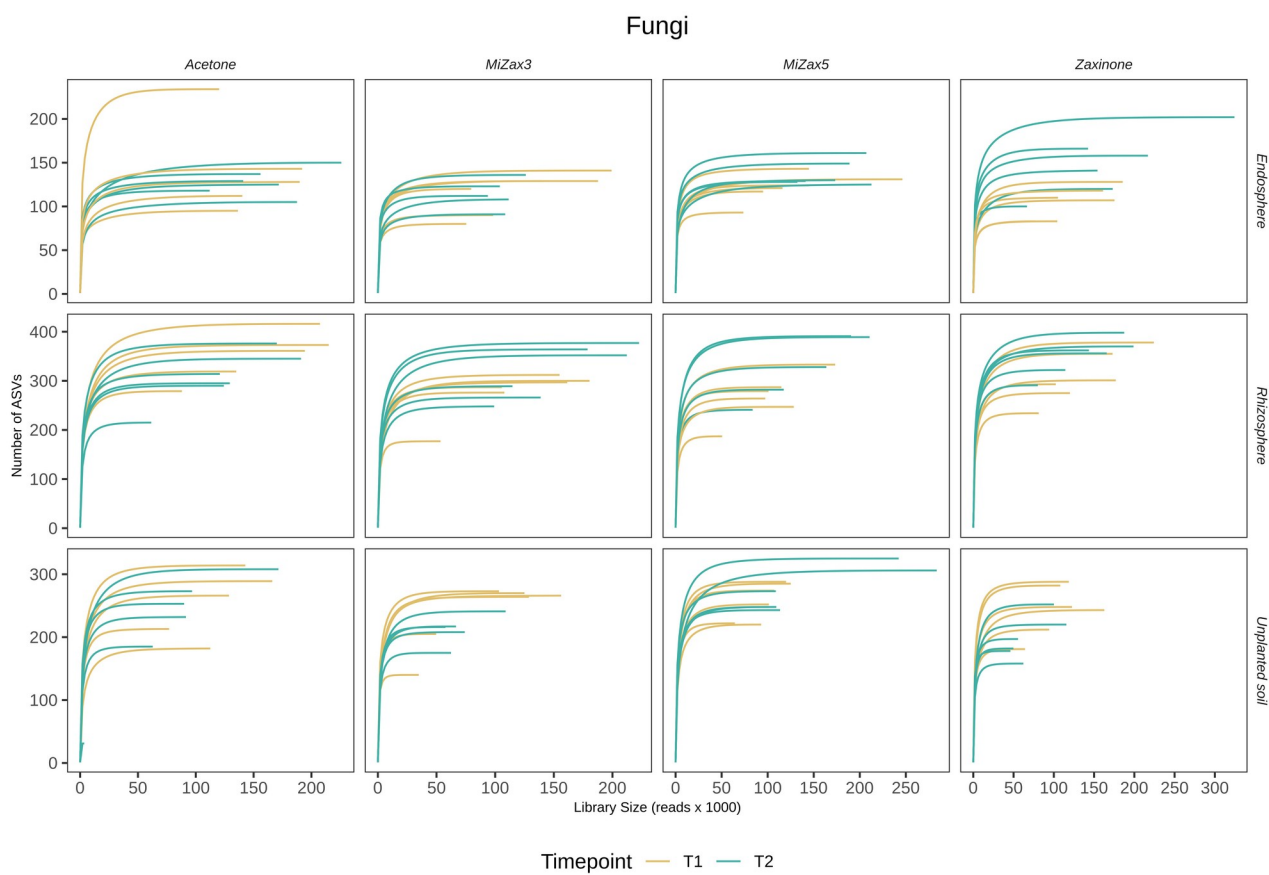 Fungi
Acetone MiZax3 MiZax5 Zaxinone
Number of ASVs
200
150
100
50
0
Endosphere
400
300
200
100
0
Rhizosphere
300
200
100
0
Unplanted soil
0 50 100 150 200 0 50 100 150 200 0 50 100 150 200 250 0 50 100 150 200 250 300
Library Size (reads x 1000)
Timepoint T1 T2